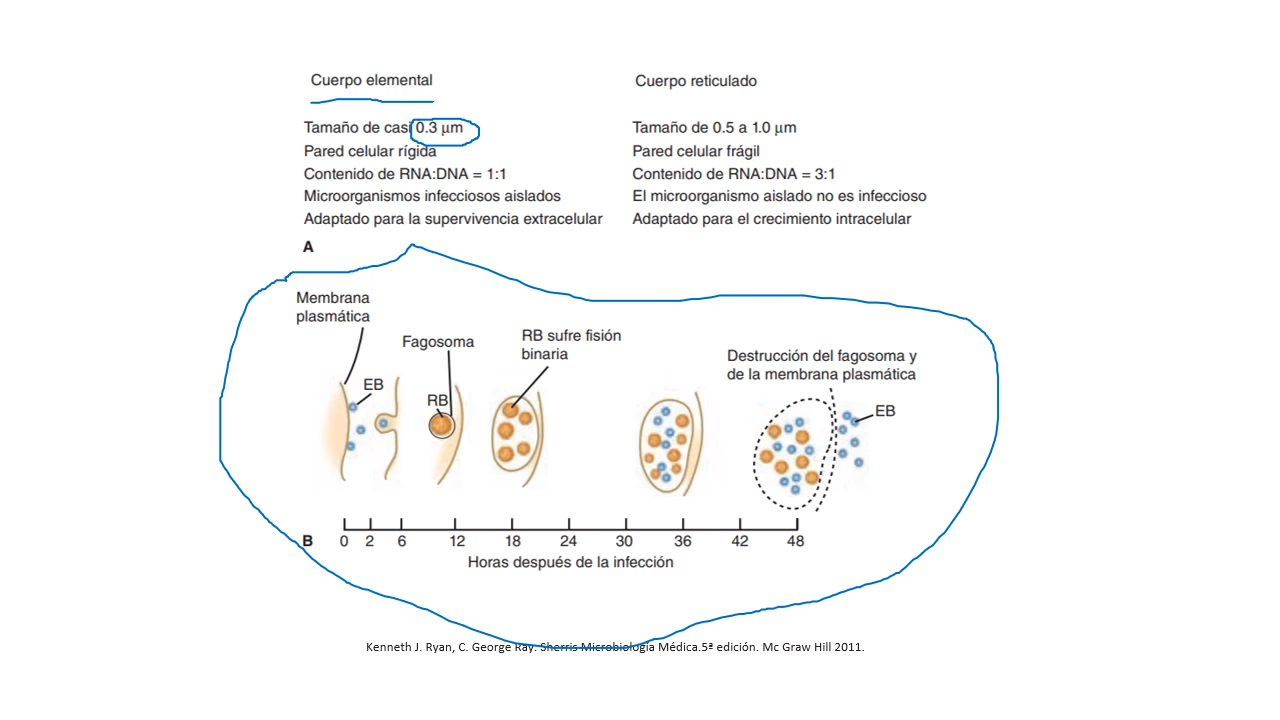 Cuerpo elemental
Cuerpo reticulado
Tamaño de casi 0.3 µm
Tamaño de 0.5 a 1.0 µm
Pared celular rígida
Pared celular frágil
Contenido de RNA:DNA = 1:1
Contenido de RNA:DNA = 3:1
Microorganismos infecciosos aislados
El microorganismo aislado no es infeccioso
Adaptado para la supervivencia extracelular
Adaptado para el crecimiento intracelular
A
Membrana
plasmática
EB
Fagosoma
RB
RB sufre fisión
binaria
Destrucción del fagosoma y
de la membrana plasmática
EB
B 0 2 6 12 18 24 30 36 42 48
Horas después de la infección
Kenneth J. Ryan, C. George Ray. Sherris Microbiología Médica.5ª edición. Mc Graw Hill 2011.